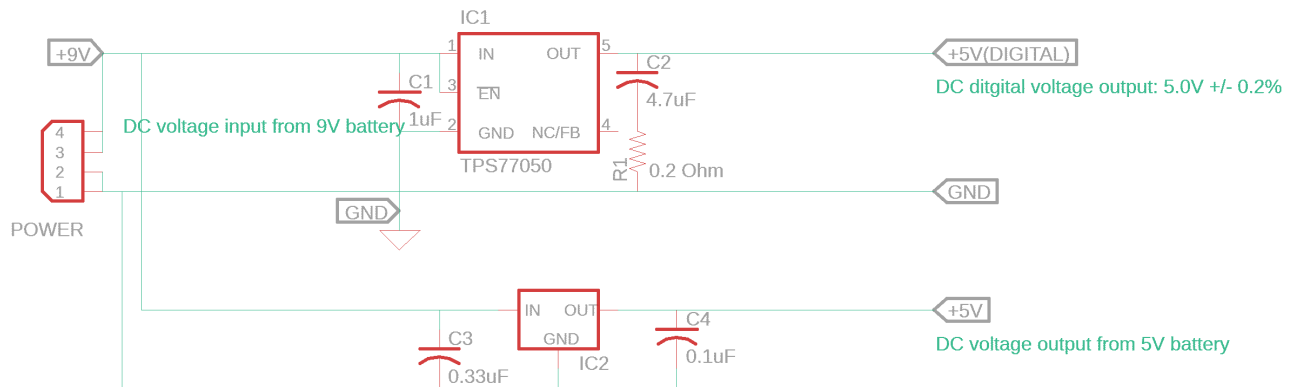 IC1
+9V
1
IN
OUT
5
+5V(DIGITAL)
C1
3
EN
C2
DC ditgital voltage output: 5.0V +/- 0.2%
4.7uF
1uF
DC voltage input from 9V battery
2
GND
NC/FB
4
4
3
2
1
TPS77050
R1
0.2 Ohm
GND
GND
POWER
IN
OUT
+5V
C3
GND
C4
DC voltage output from 5V battery
0.1uF
IC2
0.33uF